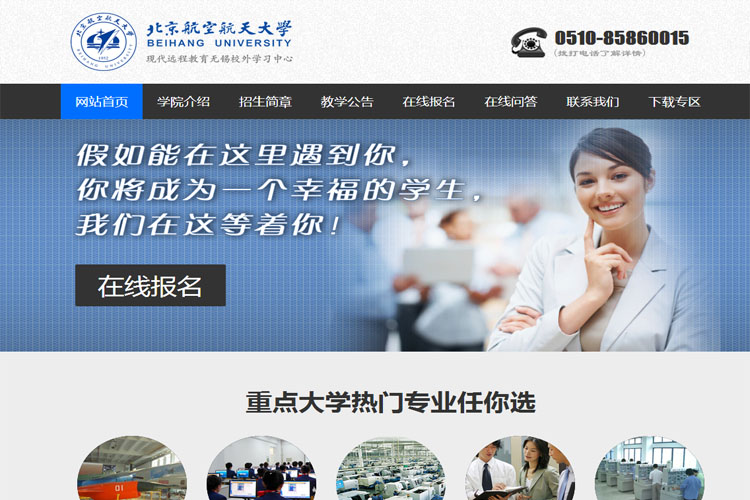 北京航空航天大学
BEIHANG UNIVERSITY
现代远程教育无锡校外学习中心
0510-85860015
(拨打电话了解详情)
网站首页 学院介绍 招生简章 教学公告 在线报名 在线问答 联系我们 下载专区
假如能在这里遇到你,
你将成为一个幸福的学生,
我们在这等着你!
在线报名
重点大学热门专业任你选
01